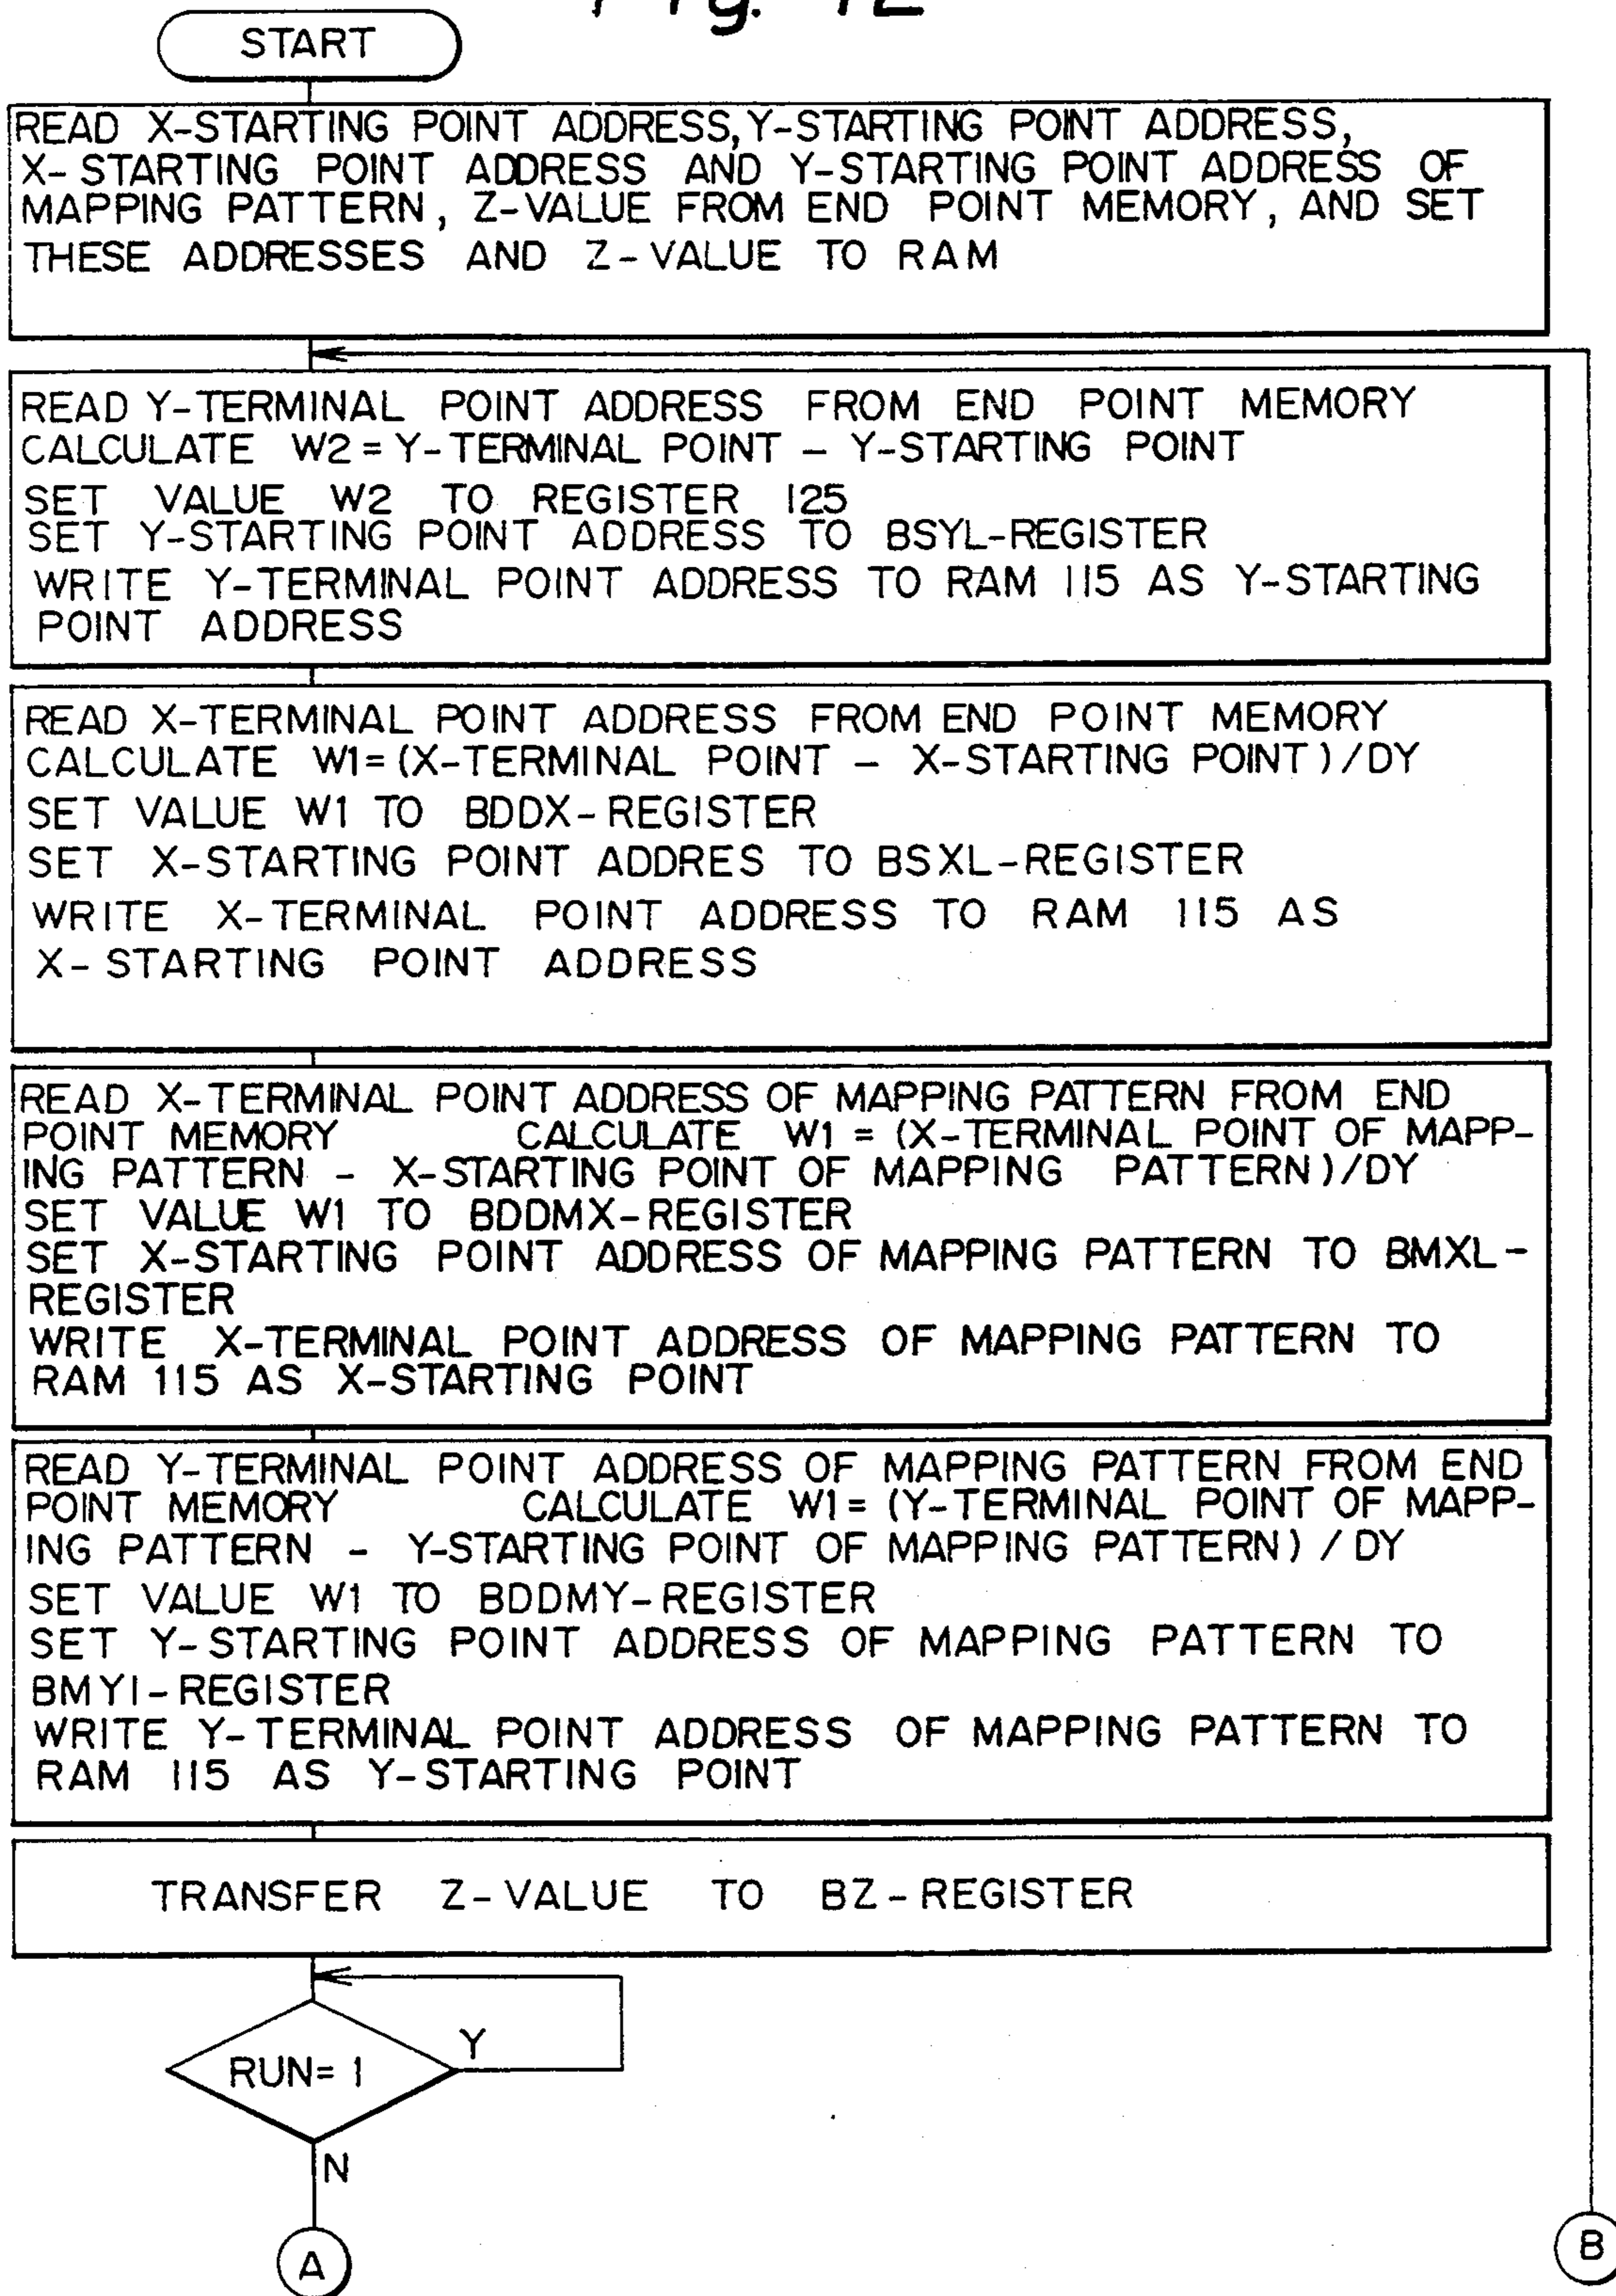 Fig. 12
START
READ X-STARTING POINT ADDRESS, Y-STARTING POINT ADDRESS,
X-STARTING POINT ADDRESS AND Y-STARTING POINT ADDRESS OF
MAPPING PATTERN, Z-VALUE FROM END POINT MEMORY, AND SET
THESE ADDRESSES AND Z-VALUE TO RAM
READ Y-TERMINAL POINT ADDRESS FROM END POINT MEMORY
CALCULATE W2 = Y-TERMINAL POINT - Y-STARTING POINT
SET VALUE W2 TO REGISTER 125
SET Y-STARTING POINT ADDRESS TO BSYL-REGISTER
WRITE Y-TERMINAL POINT ADDRESS TO RAM 115 AS Y-STARTING
POINT ADDRESS
READ X-TERMINAL POINT ADDRESS FROM END POINT MEMORY
CALCULATE W1= (X-TERMINAL POINT - X-STARTING POINT)/DY
SET VALUE W1 TO BDDX-REGISTER
SET X-STARTING POINT ADDRES TO BSXL-REGISTER
WRITE X-TERMINAL POINT ADDRESS TO RAM 115 AS
X-STARTING POINT ADDRESS
READ X-TERMINAL POINT ADDRESS OF MAPPING PATTERN FROM END
POINT MEMORY CALCULATE W1 = (X-TERMINAL POINT OF MAPP-
ING PATTERN - X-STARTING POINT OF MAPPING PATTERN)/DY
SET VALUE W1 TO BDDMX-REGISTER
SET X-STARTING POINT ADDRESS OF MAPPING PATTERN TO BMXL-
REGISTER
WRITE X-TERMINAL POINT ADDRESS OF MAPPING PATTERN TO
RAM 115 AS X-STARTING POINT
READ Y-TERMINAL POINT ADDRESS OF MAPPING PATTERN FROM END
POINT MEMORY CALCULATE W1= (Y-TERMINAL POINT OF MAPP-
ING PATTERN - Y-STARTING POINT OF MAPPING PATTERN) / DY
SET VALUE W1 TO BDDMY-REGISTER
SET Y-STARTING POINT ADDRESS OF MAPPING PATTERN TO
BMYI-REGISTER
WRITE Y-TERMINAL POINT ADDRESS OF MAPPING PATTERN TO
RAM 115 AS Y-STARTING POINT
TRANSFER Z-VALUE TO BZ-REGISTER
Y
RUN= 1
N
A
B